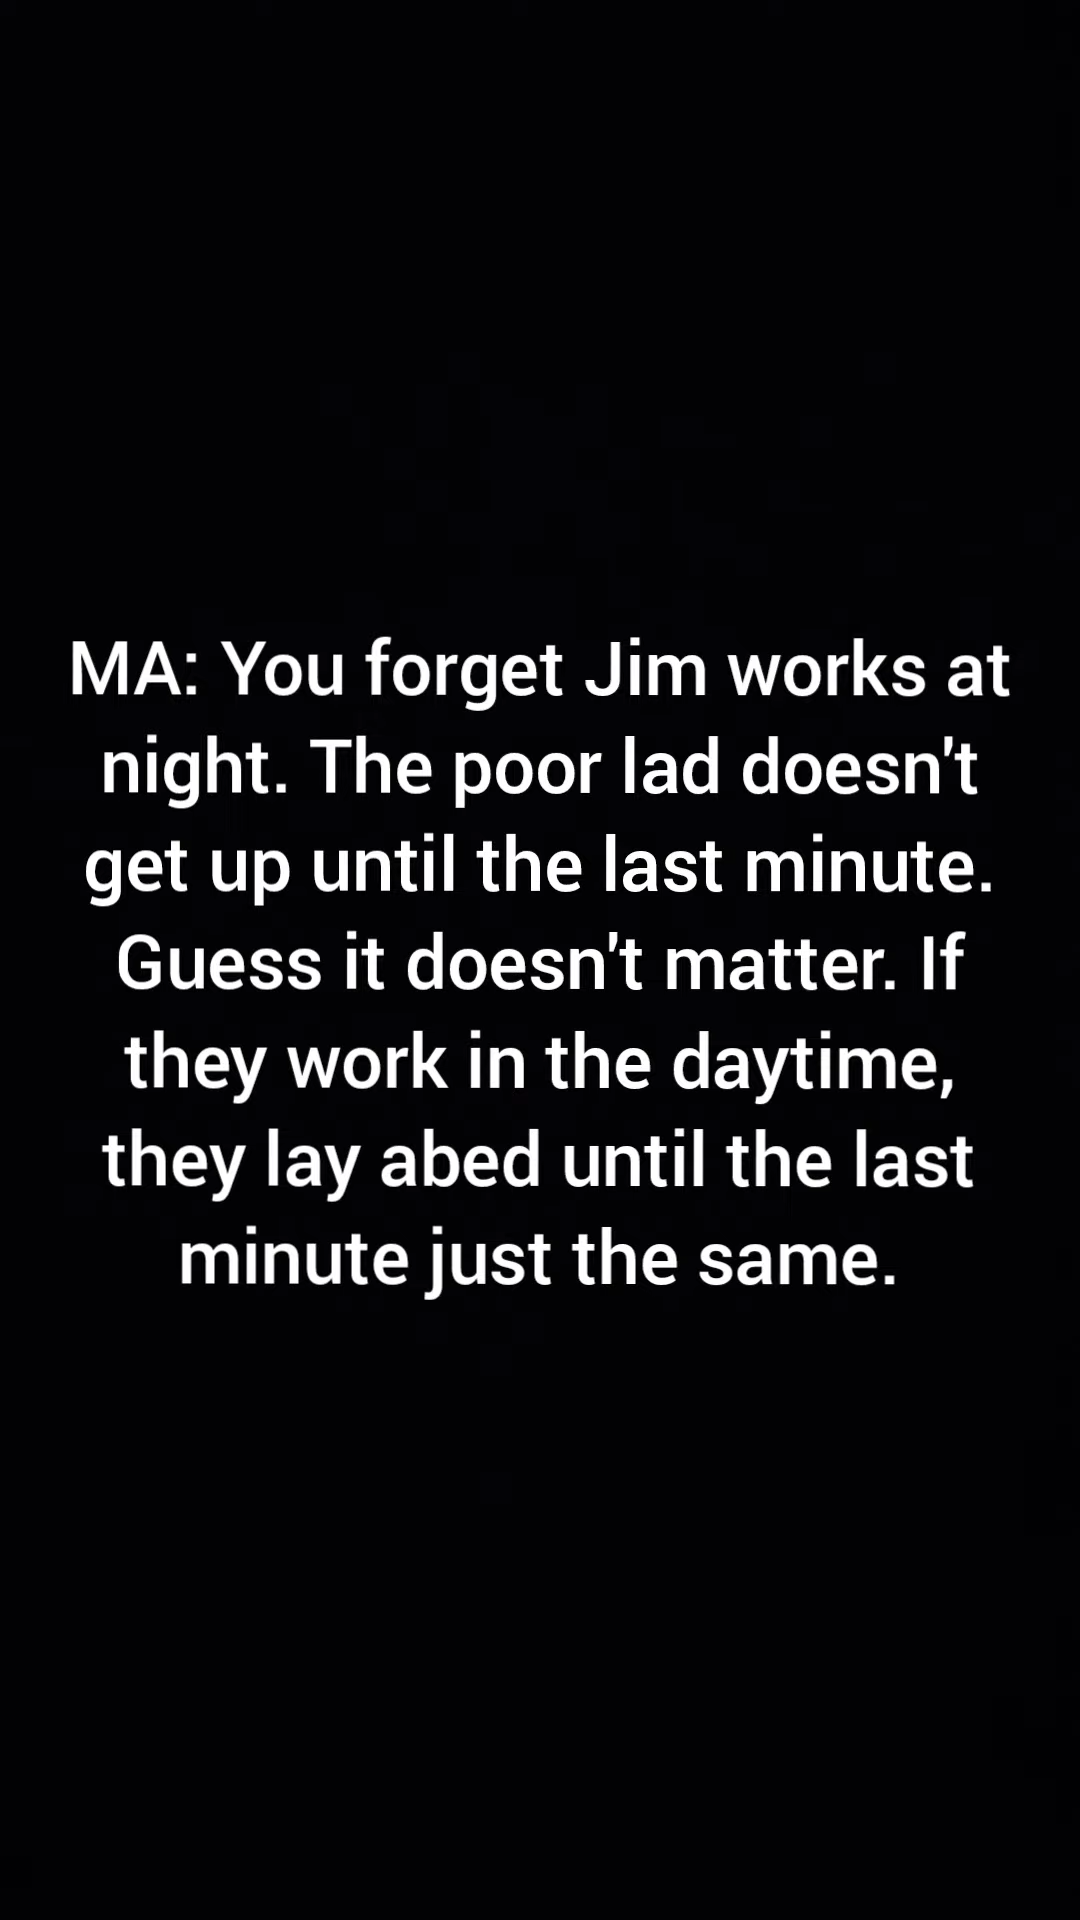 MA: You forget Jim works at
night. The poor lad doesn't
get up until the last minute.
Guess it doesn't matter. If
they work in the daytime,
they lay abed until the last
minute just the same.